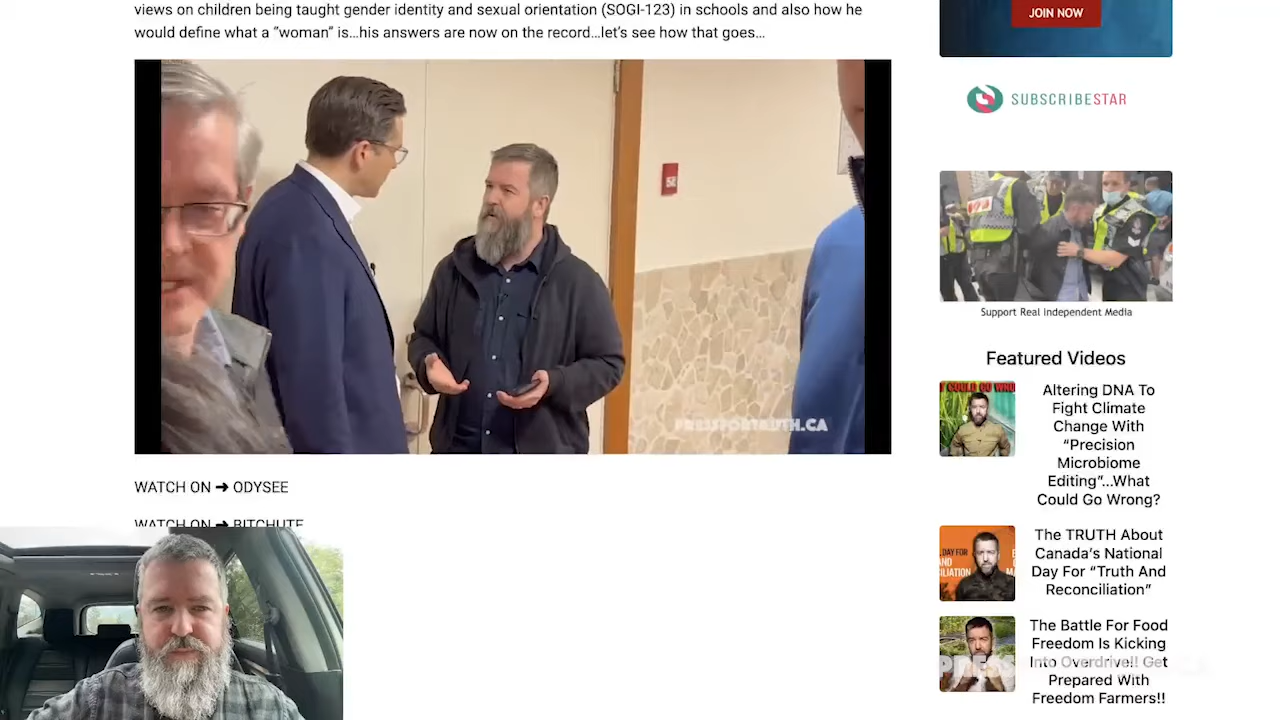 views on children being taught gender identity and sexual orientation (SOGI-123) in schools and also how he
would define what a “woman” is…his answers are now on the record…let’s see how that goes…
PRESSFORTRUTH.CA
WATCH ON ➜ ODYSEE
WATCH ON ➜ BITCHUTE
JOIN NOW
SUBSCRIBESTAR
Support Real Independent Media
Featured Videos
Altering DNA To
Fight Climate
Change With
“Precision
Microbiome
Editing”…What
Could Go Wrong?
DAY FOR
The TRUTH About
Canada’s National
Day For “Truth And
Reconciliation”
The Battle For Food
Freedom Is Kicking
Into Overdrive!! Get
Prepared With
Freedom Farmers!!